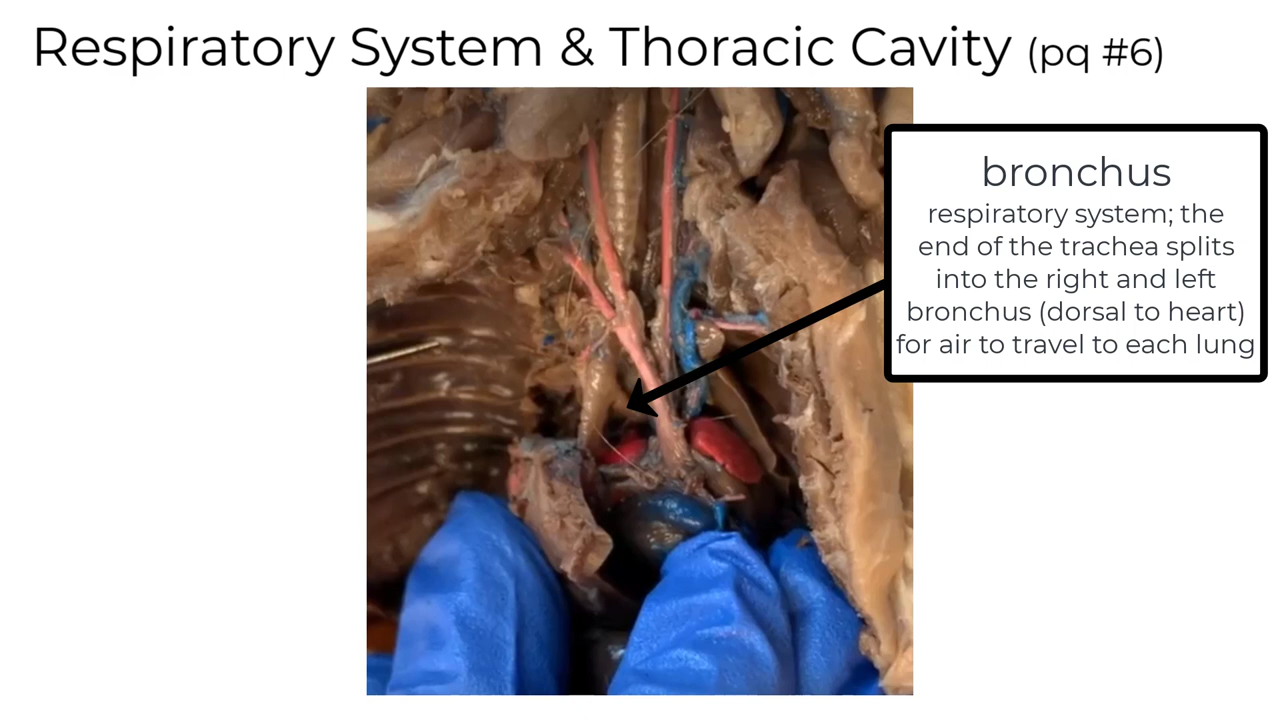 Respiratory System & Thoracic Cavity (pq #6)
bronchus
respiratory system; the
end of the trachea splits
into the right and left
bronchus (dorsal to heart)
for air to travel to each lung